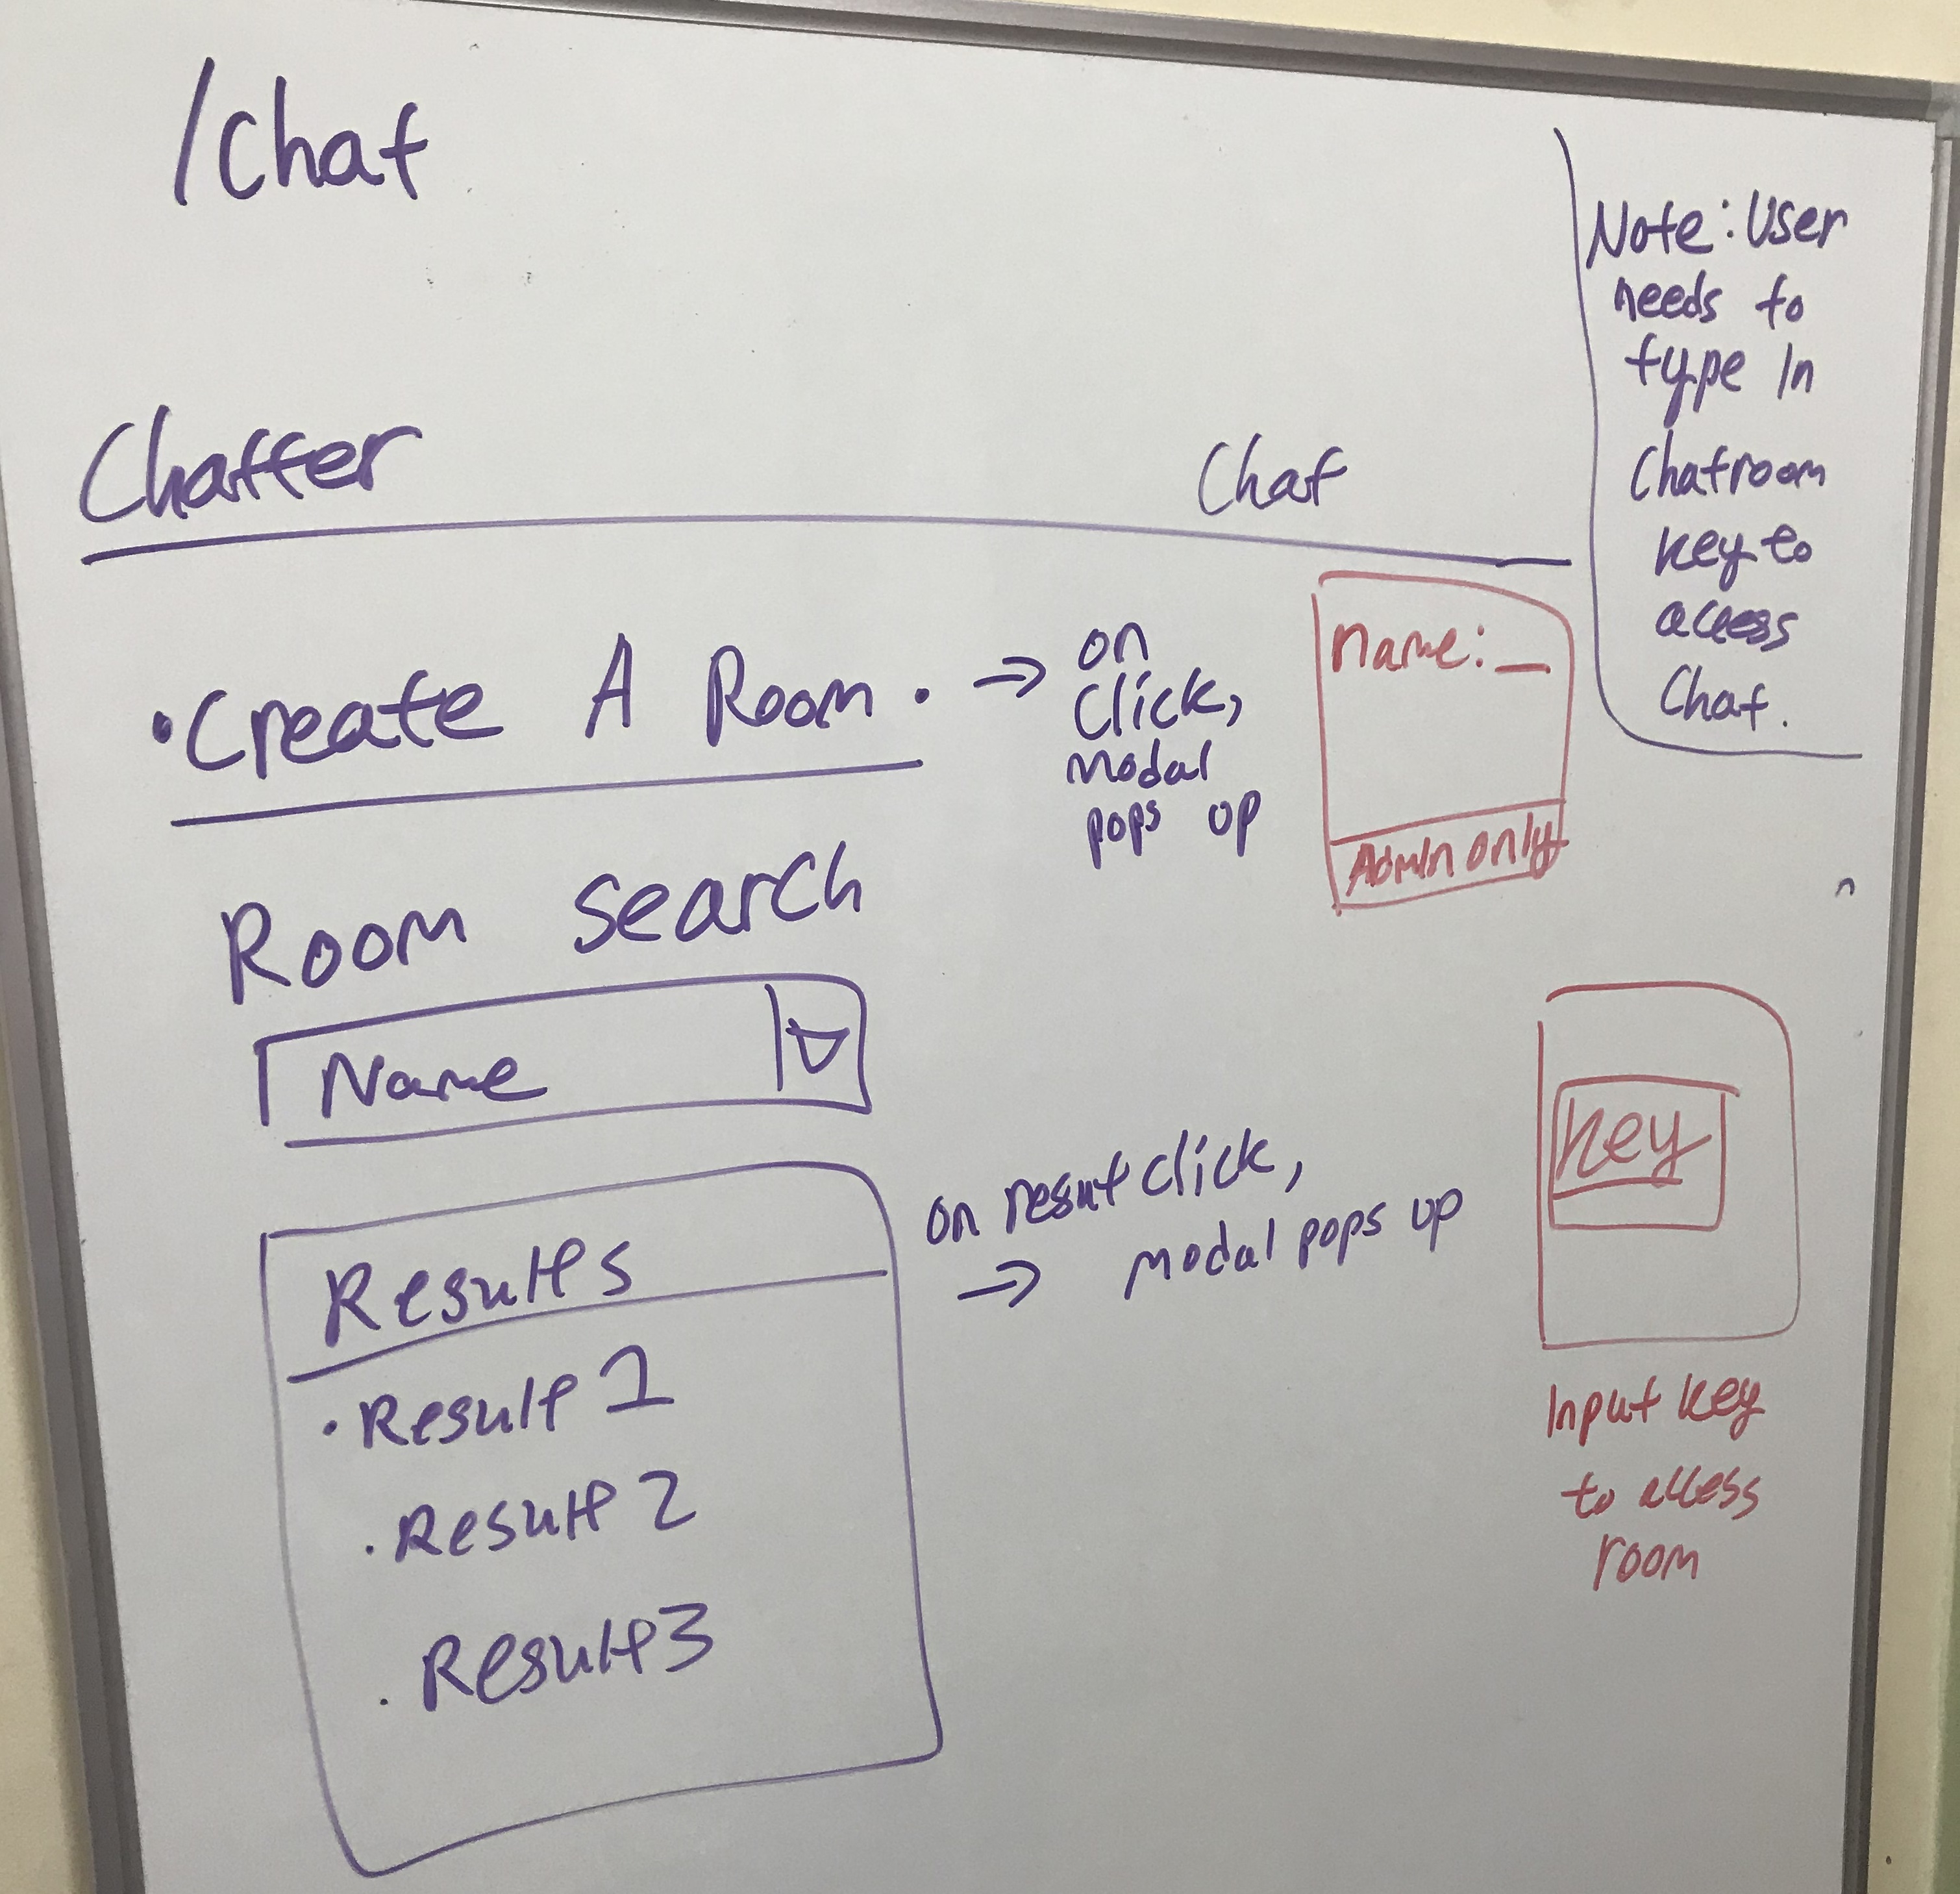 /Chat
Note: User
needs to
type in
Chatroom
key to
access
Chat.
Chatter
Chat
• Create A Room. → on
click,
modal
pops up
name: _
Admin only
Room search
Name
Results
• Result 1
• Result 2
• Result 3
on resut click,
→ modal pops up
key
Input key
to access
room